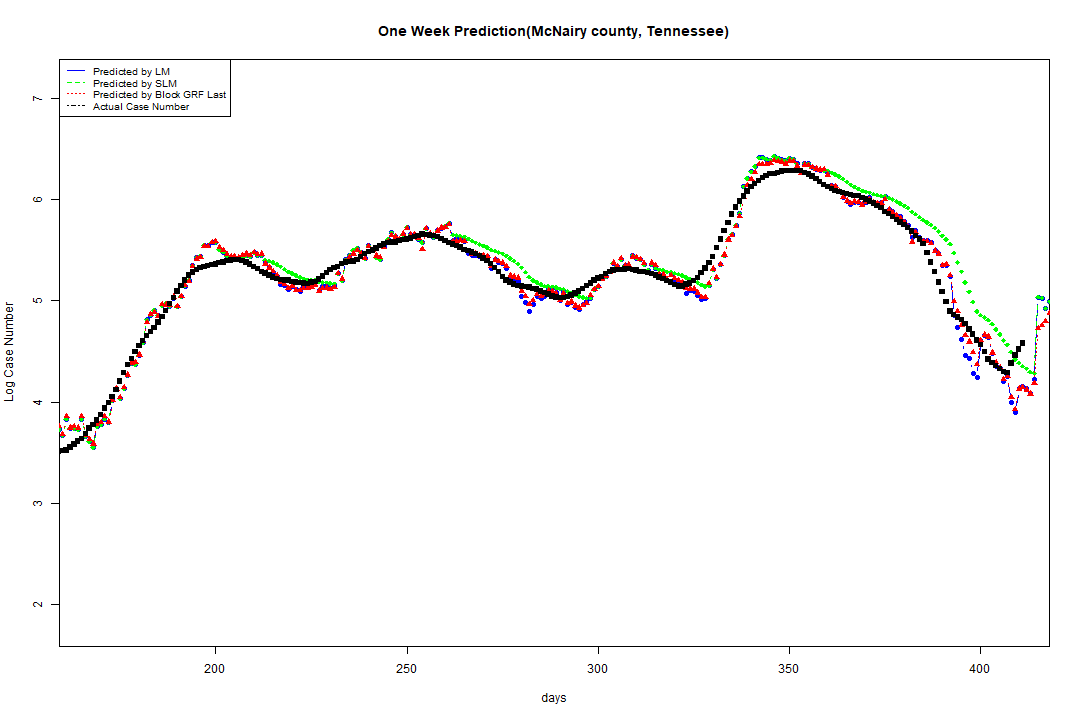 One Week Prediction(McNairy county, Tennessee)
Predicted by LM
Predicted by SLM
Predicted by Block GRF Last
Actual Case Number
7
6
5
4
3
2
Log Case Number
200 250 300 350 400
days